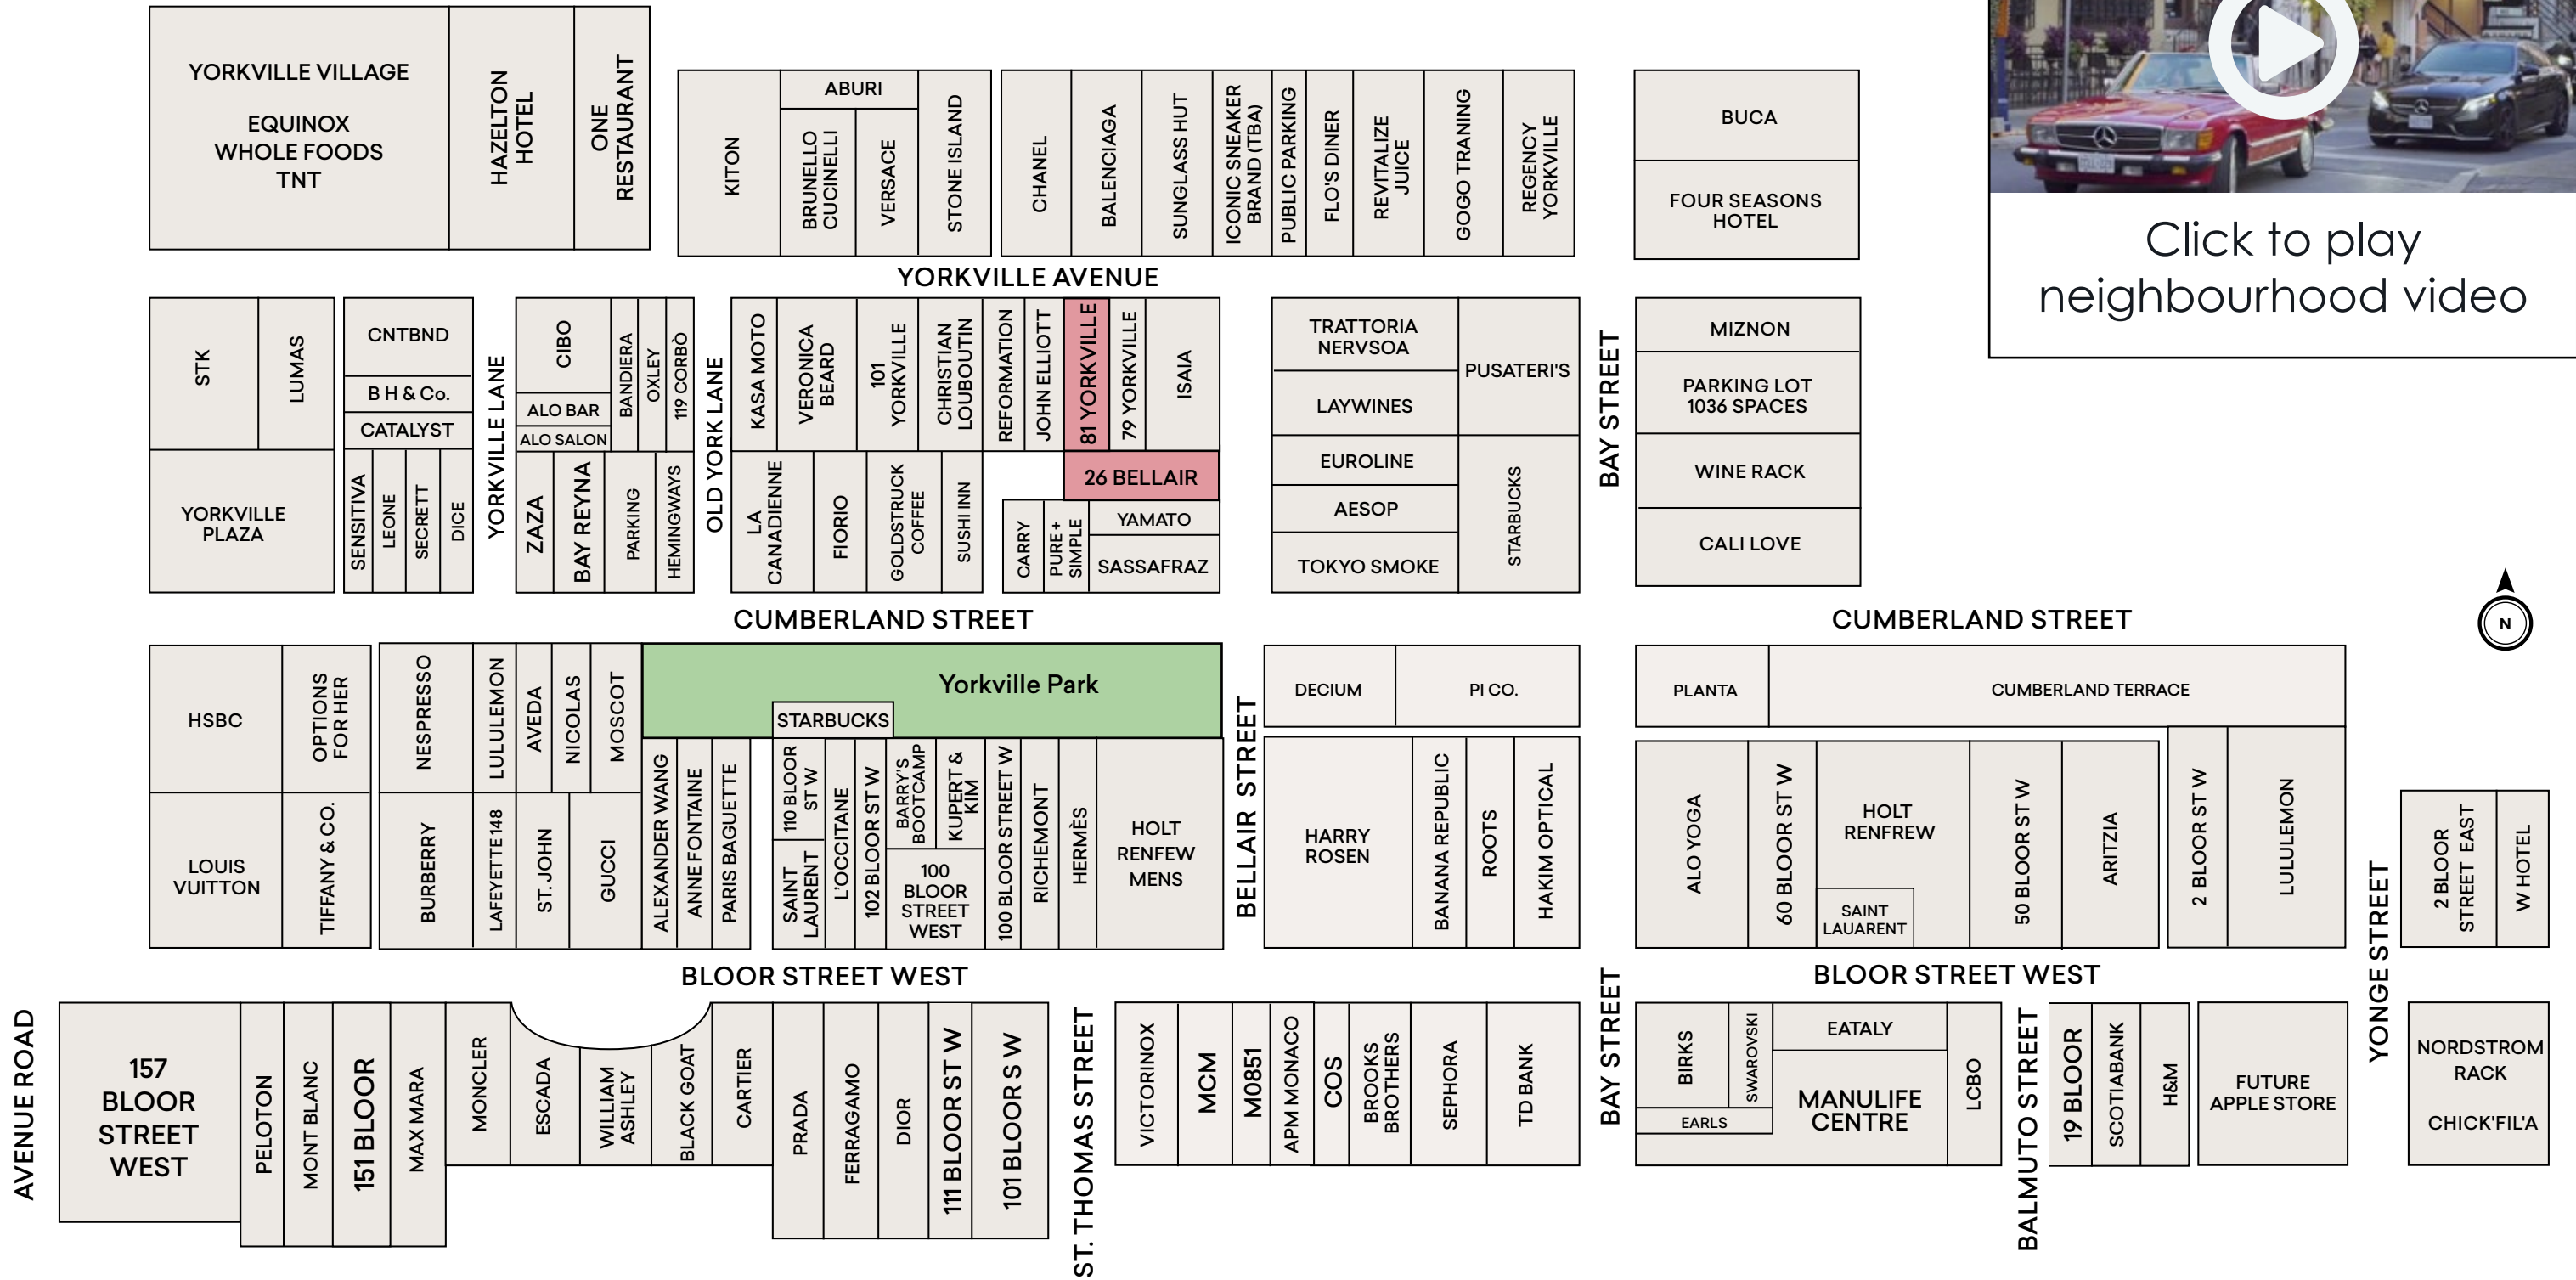 YORKVILLE VILLAGE
EQUINOX
WHOLE FOODS
TNT
HAZELTON
HOTEL
ONE
RESTAURANT
KITON
ABURI
BRUNELLO
CUCINELLI
VERSACE
STONE ISLAND
CHANEL
BALENCIAGA
SUNGLASS HUT
ICONIC SNEAKER
BRAND (TBA)
PUBLIC PARKING
FLO'S DINER
REVITALIZE
JUICE
GOGO TRANING
REGENCY
YORKVILLE
BUCA
FOUR SEASONS
HOTEL
Click to play
neighbourhood video
YORKVILLE AVENUE
STK
LUMAS
YORKVILLE
PLAZA
CNTBND
B H & Co.
CATALYST
SENSITIVA
LEONE
SECRETT
DICE
YORKVILLE LANE
CIBO
ALO BAR
ALO SALON
BANDIERA
OXLEY
119 CORBÒ
ZAZA
BAY REYNA
PARKING
HEMINGWAYS
OLD YORK LANE
KASA MOTO
VERONICA
BEARD
101
YORKVILLE
CHRISTIAN
LOUBOUTIN
REFORMATION
JOHN ELLIOTT
81 YORKVILLE
79 YORKVILLE
ISAIA
LA
CANADIENNE
FIORIO
GOLDSTRUCK
COFFEE
SUSHI INN
26 BELLAIR
CARRY
PURE +
SIMPLE
YAMATO
SASSAFRAZ
TRATTORIA
NERVSOA
LAYWINES
EUROLINE
AESOP
TOKYO SMOKE
PUSATERI'S
STARBUCKS
BAY STREET
MIZNON
PARKING LOT
1036 SPACES
WINE RACK
CALI LOVE
N
CUMBERLAND STREET
CUMBERLAND STREET
HSBC
OPTIONS
FOR HER
LOUIS
VUITTON
TIFFANY & CO.
NESPRESSO
LULULEMON
AVEDA
NICOLAS
MOSCOT
BURBERRY
LAFEYETTE 148
ST. JOHN
GUCCI
Yorkville Park
STARBUCKS
ALEXANDER WANG
ANNE FONTAINE
PARIS BAGUETTE
110 BLOOR
ST W
SAINT
LAURENT
L'OCCITANE
102 BLOOR ST W
BARRY'S
BOOTCAMP
KUPERT &
KIM
100
BLOOR
STREET
WEST
100 BLOOR STREET W
RICHEMONT
HERMÈS
HOLT
RENFEW
MENS
BELLAIR STREET
DECIUM
PI CO.
HARRY
ROSEN
BANANA REPUBLIC
ROOTS
HAKIM OPTICAL
PLANTA
CUMBERLAND TERRACE
ALO YOGA
60 BLOOR ST W
HOLT
RENFREW
SAINT
LAUARENT
50 BLOOR ST W
ARITZIA
2 BLOOR ST W
LULULEMON
YONGE STREET
2 BLOOR
STREET EAST
W HOTEL
BLOOR STREET WEST
BLOOR STREET WEST
AVENUE ROAD
157
BLOOR
STREET
WEST
PELOTON
MONT BLANC
151 BLOOR
MAX MARA
MONCLER
ESCADA
WILLIAM
ASHLEY
BLACK GOAT
CARTIER
PRADA
FERRAGAMO
DIOR
111 BLOOR ST W
101 BLOOR S W
ST. THOMAS STREET
VICTORINOX
MCM
M0851
APM MONACO
COS
BROOKS
BROTHERS
SEPHORA
TD BANK
BAY STREET
BIRKS
SWAROVSKI
EARLS
EATALY
MANULIFE
CENTRE
LCBO
BALMUTO STREET
19 BLOOR
SCOTIABANK
H&M
FUTURE
APPLE STORE
NORDSTROM
RACK
CHICK'FIL'A